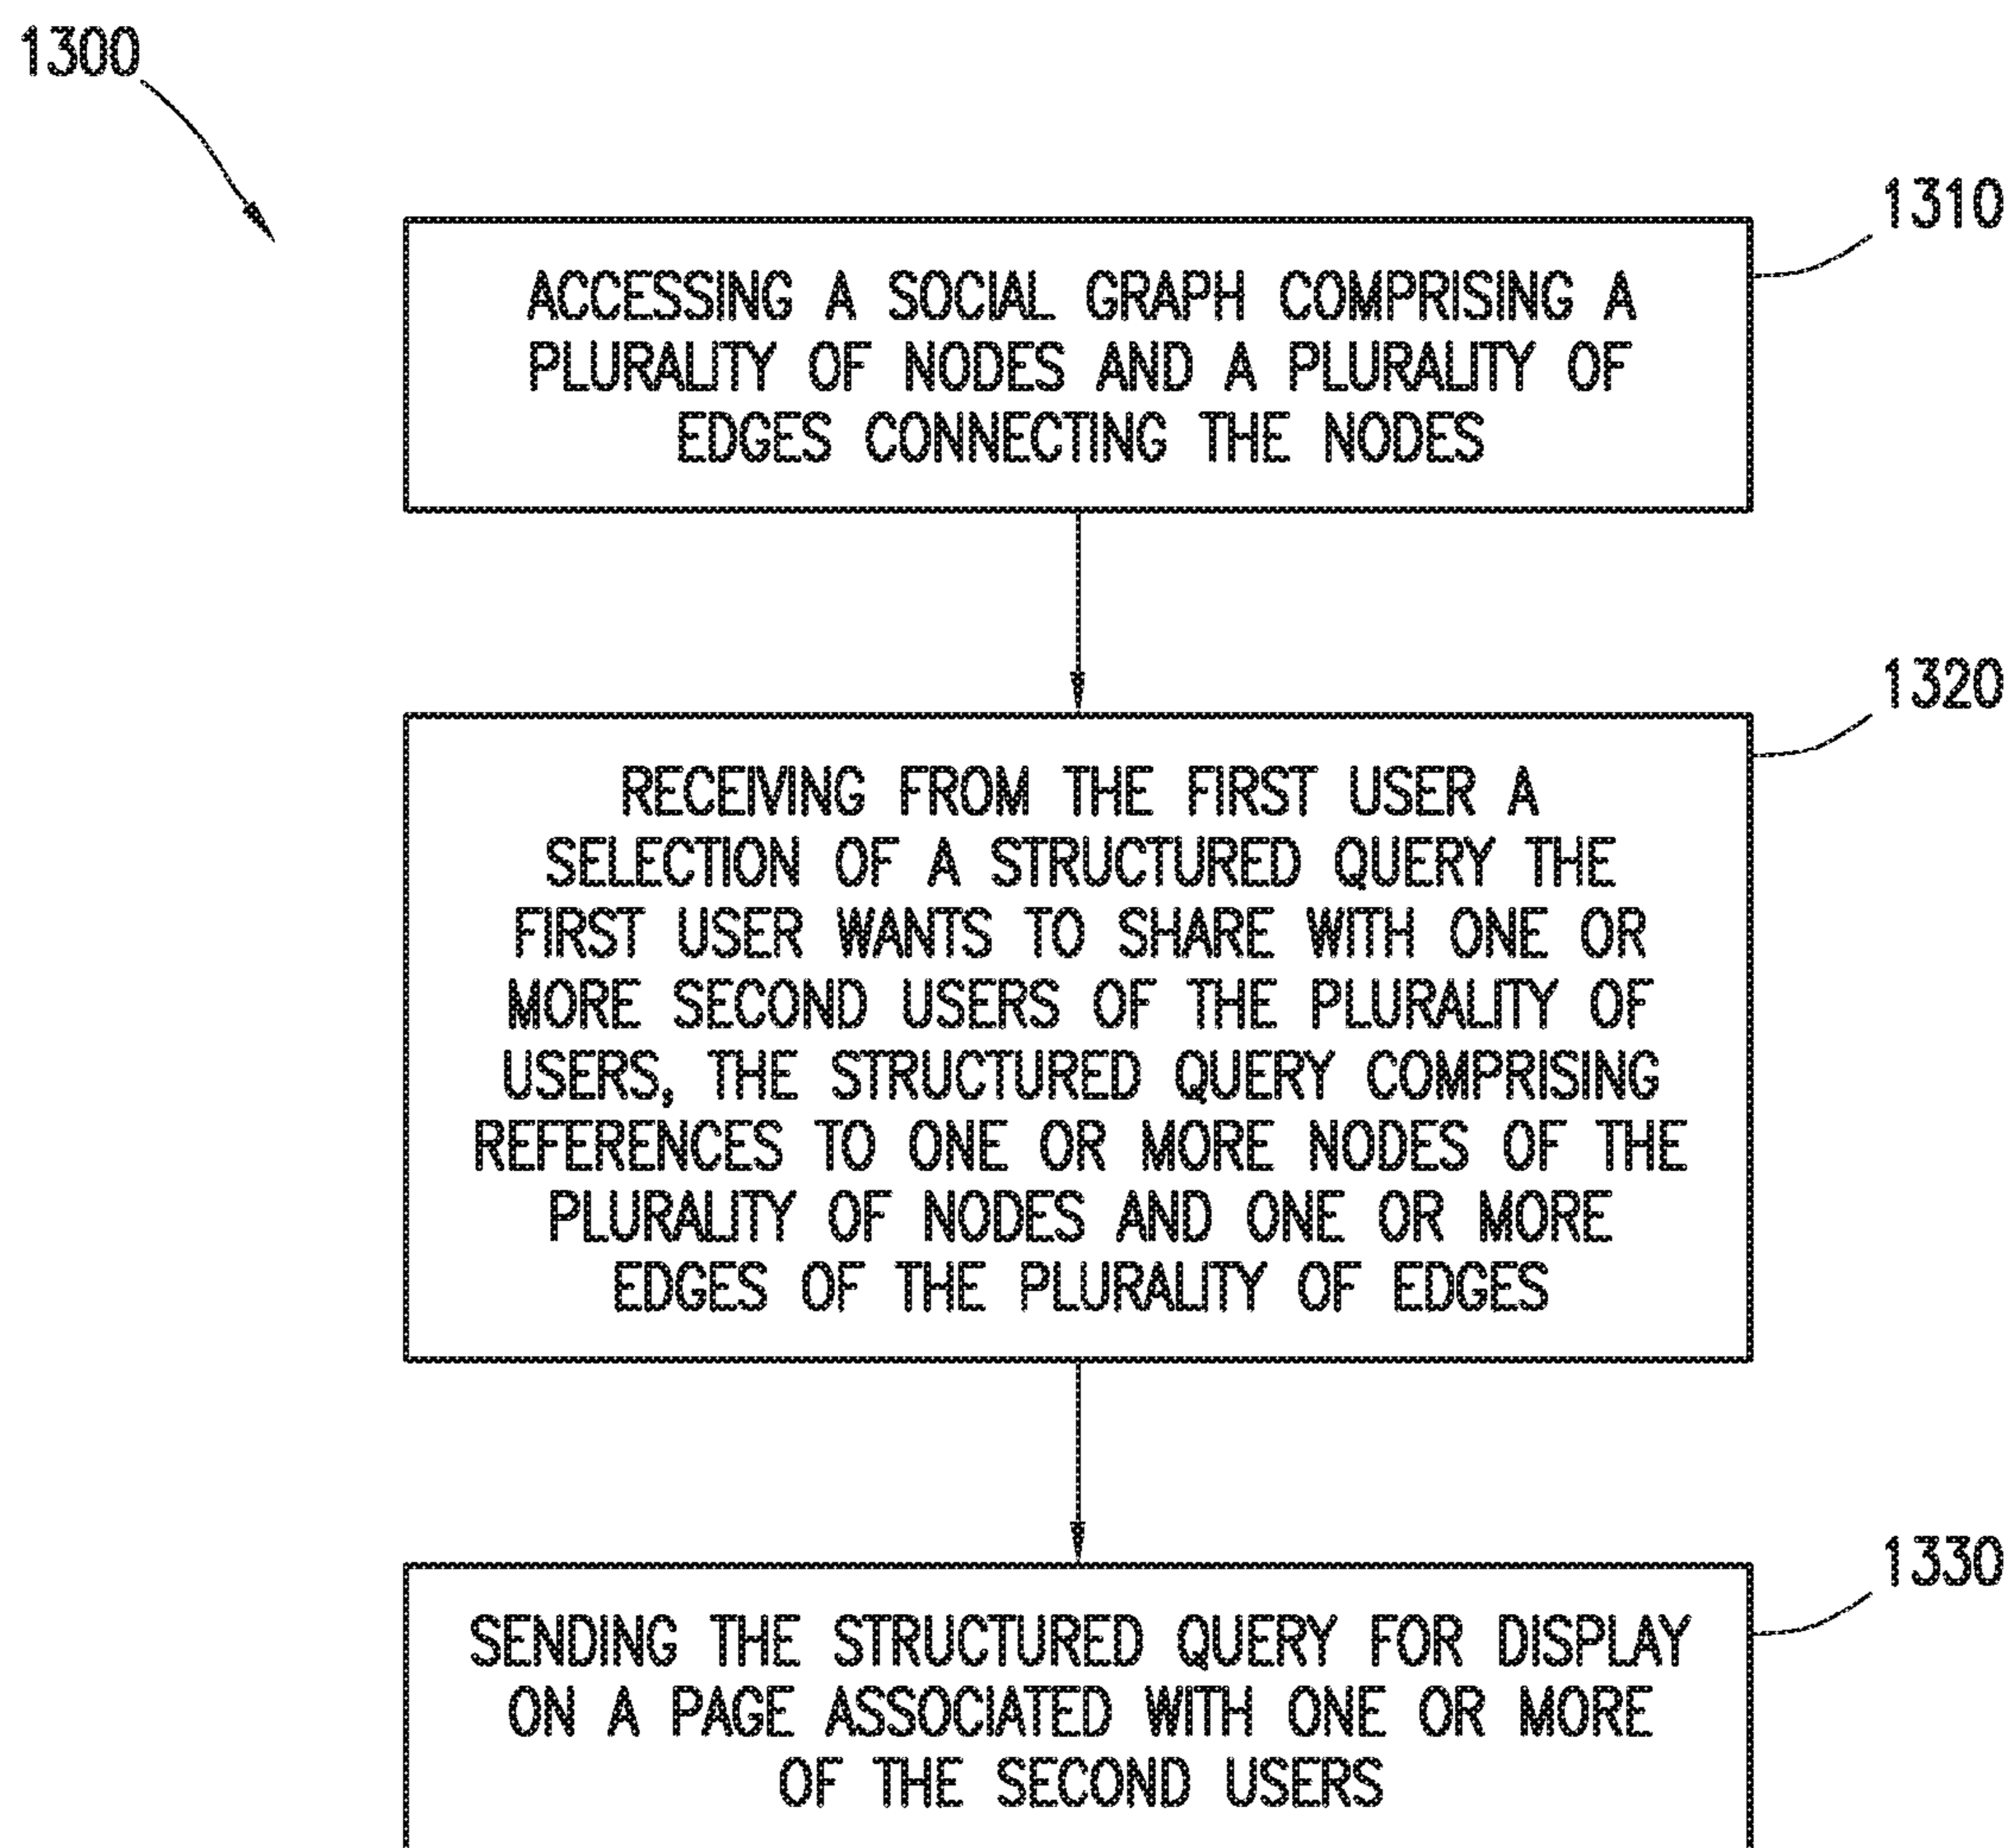 1300
1310
ACCESSING A SOCIAL GRAPH COMPRISING A
PLURALITY OF NODES AND A PLURALITY OF
EDGES CONNECTING THE NODES
1320
RECEIVING FROM THE FIRST USER A
SELECTION OF A STRUCTURED QUERY THE
FIRST USER WANTS TO SHARE WITH ONE OR
MORE SECOND USERS OF THE PLURALITY OF
USERS, THE STRUCTURED QUERY COMPRISING
REFERENCES TO ONE OR MORE NODES OF THE
PLURALITY OF NODES AND ONE OR MORE
EDGES OF THE PLURALITY OF EDGES
1330
SENDING THE STRUCTURED QUERY FOR DISPLAY
ON A PAGE ASSOCIATED WITH ONE OR MORE
OF THE SECOND USERS